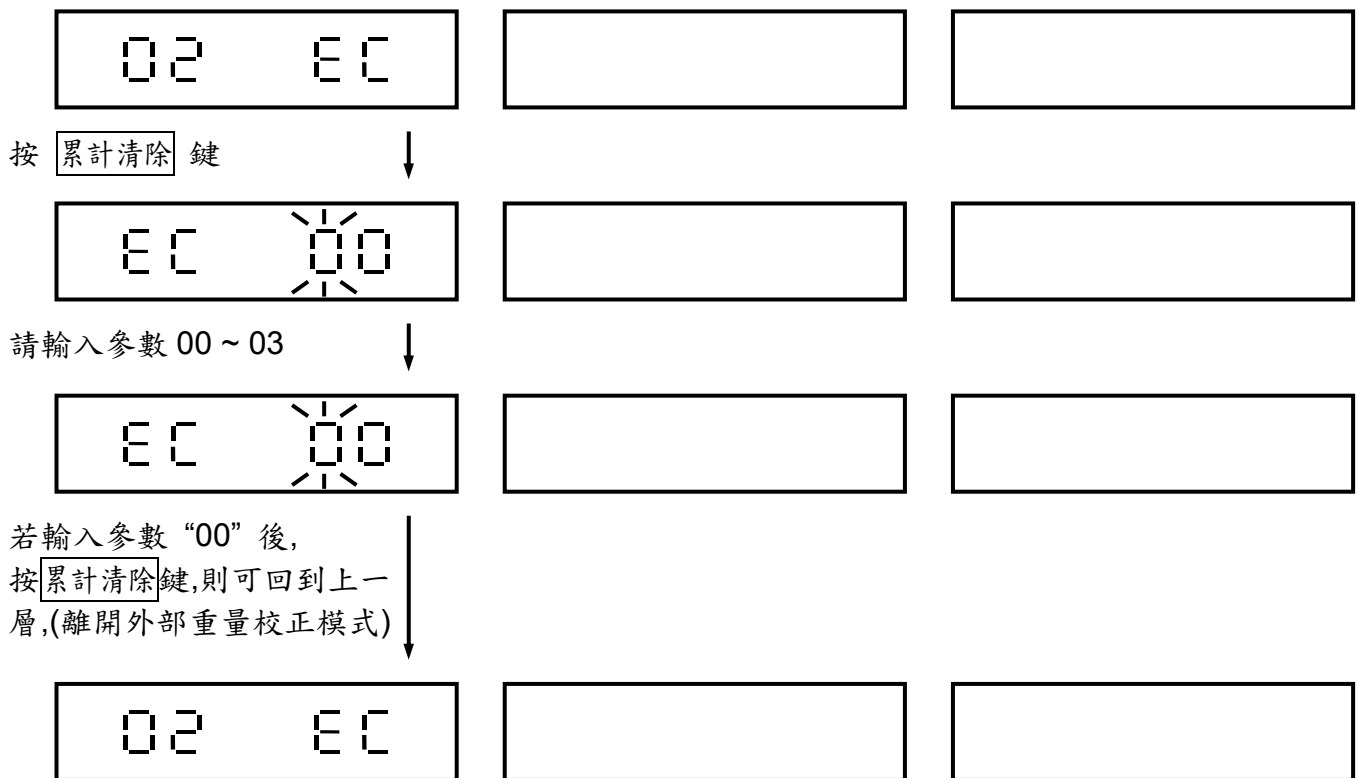 02 EC
按 累計清除 鍵
EC 00
請輸入參數 00 ~ 03
EC 00
若輸入參數 “00” 後,
按累計清除鍵,則可回到上一
層,(離開外部重量校正模式)
02 EC